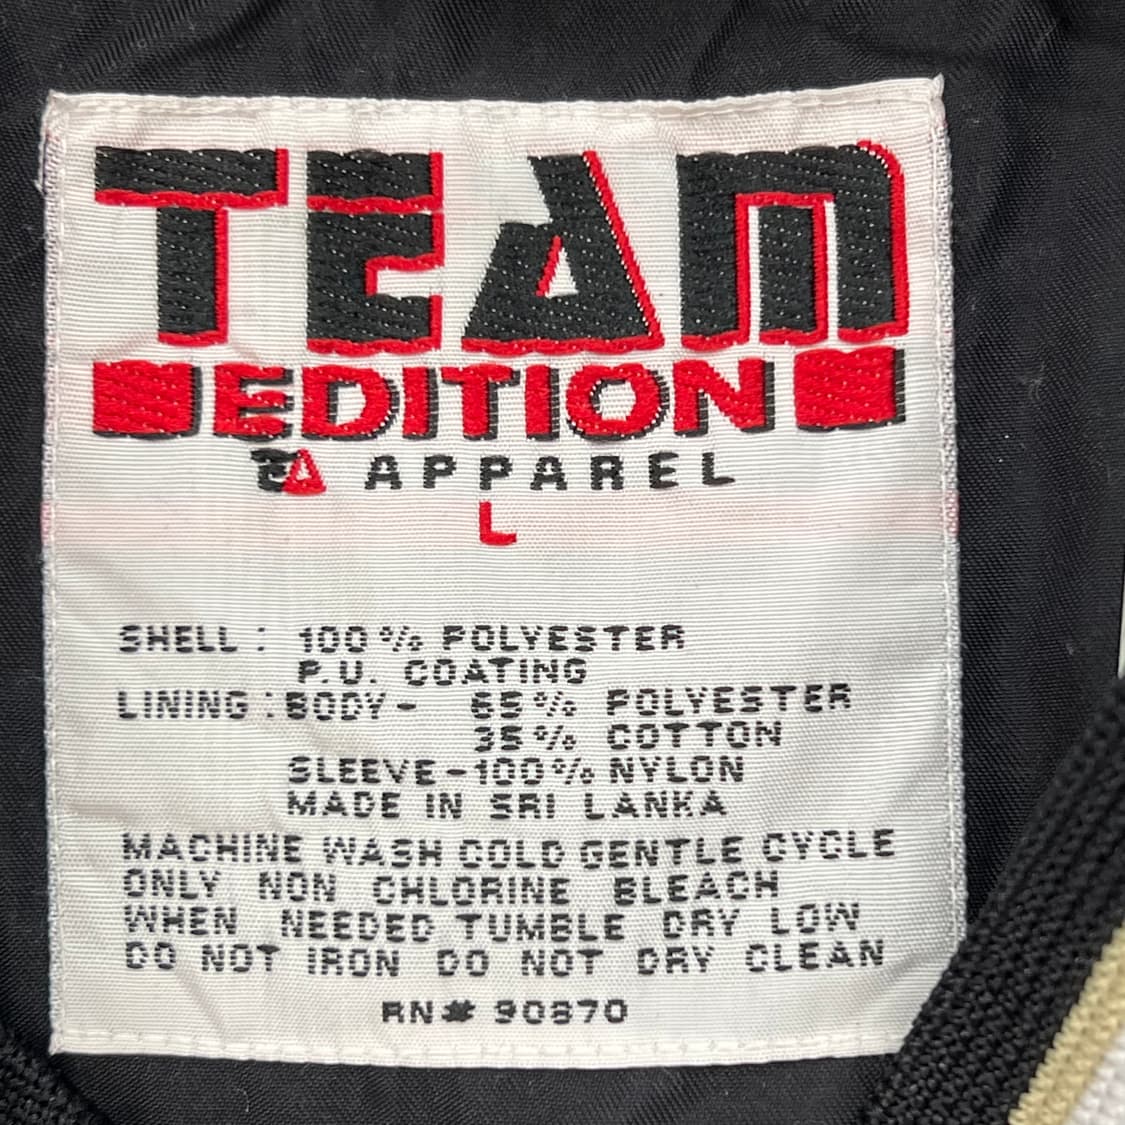 TEAM
EDITION
APPAREL
L
SHELL : 100 % POLYESTER
P.U. COATING
LINING : BODY - 65 % POLYESTER
35 % COTTON
SLEEVE - 100 % NYLON
MADE IN SRI LANKA
MACHINE WASH COLD GENTLE CYCLE
ONLY NON CHLORINE BLEACH
WHEN NEEDED TUMBLE DRY LOW
DO NOT IRON DO NOT DRY CLEAN
RN# 90870